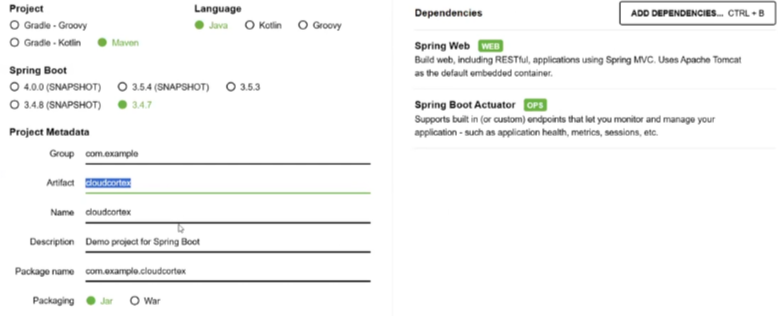 Project
Gradle - Groovy
Gradle - Kotlin Maven
Language
Java Kotlin Groovy
Spring Boot
4.0.0 (SNAPSHOT) 3.5.4 (SNAPSHOT) 3.5.3
3.4.8 (SNAPSHOT) 3.4.7
Project Metadata
Group com.example
Artifact cloudcortex
Name cloudcortex
Description Demo project for Spring Boot
Package name com.example.cloudcortex
Packaging Jar War
Dependencies
ADD DEPENDENCIES... CTRL + B
Spring Web WEB
Build web, including RESTful, applications using Spring MVC. Uses Apache Tomcat
as the default embedded container.
Spring Boot Actuator OPS
Supports built in (or custom) endpoints that let you monitor and manage your
application - such as application health, metrics, sessions, etc.